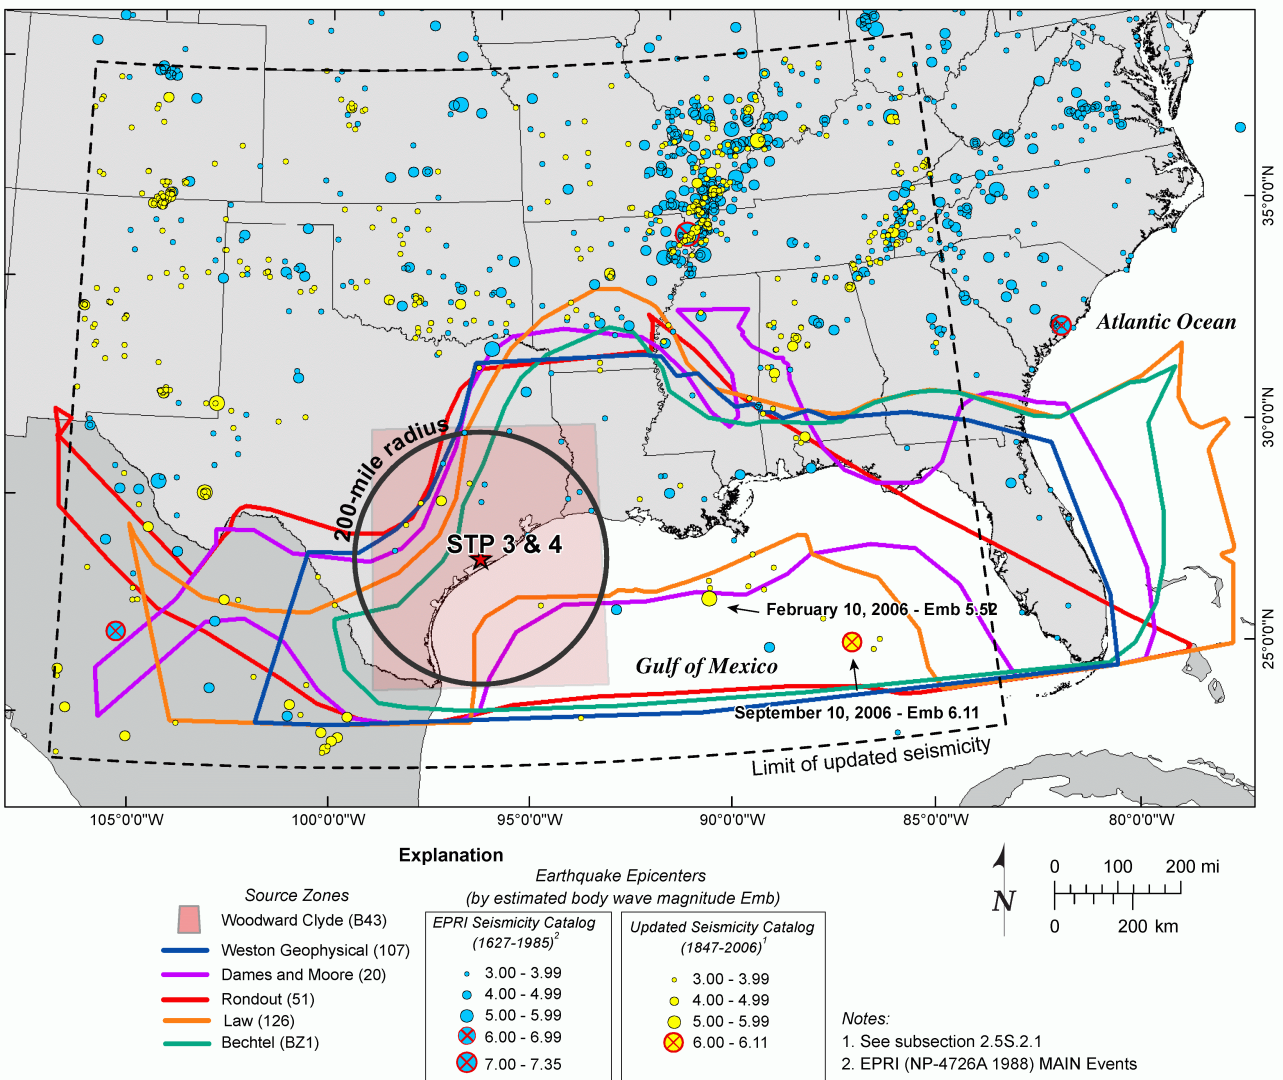 35°0'0"N
Atlantic Ocean
200-mile radius
30°0'0"N
STP 3 & 4
February 10, 2006 - Emb 5.52
25°0'0"N
Gulf of Mexico
September 10, 2006 - Emb 6.11
Limit of updated seismicity
105°0'0"W
100°0'0"W
95°0'0"W
90°0'0"W
85°0'0"W
80°0'0"W
Explanation
Source Zones
Woodward Clyde (B43)
Weston Geophysical (107)
Dames and Moore (20)
Rondout (51)
Law (126)
Bechtel (BZ1)
Earthquake Epicenters
(by estimated body wave magnitude Emb)
EPRI Seismicity Catalog
(1627-1985)2
3.00 - 3.99
4.00 - 4.99
5.00 - 5.99
6.00 - 6.99
7.00 - 7.35
Updated Seismicity Catalog
(1847-2006)1
3.00 - 3.99
4.00 - 4.99
5.00 - 5.99
6.00 - 6.11
N
0 100 200 mi
0 200 km
Notes:
1. See subsection 2.5S.2.1
2. EPRI (NP-4726A 1988) MAIN Events